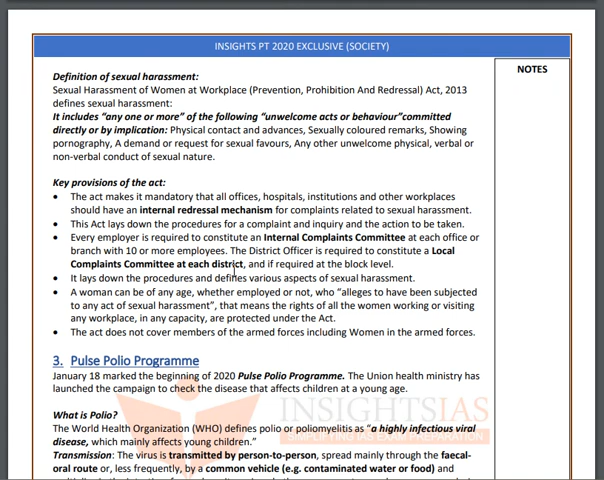 INSIGHTS PT 2020 EXCLUSIVE (SOCIETY)
NOTES
Definition of sexual harassment:
Sexual Harassment of Women at Workplace (Prevention, Prohibition And Redressal) Act, 2013
defines sexual harassment:
It includes “any one or more” of the following “unwelcome acts or behaviour”committed
directly or by implication: Physical contact and advances, Sexually coloured remarks, Showing
pornography, A demand or request for sexual favours, Any other unwelcome physical, verbal or
non-verbal conduct of sexual nature.
Key provisions of the act:
• The act makes it mandatory that all offices, hospitals, institutions and other workplaces
should have an internal redressal mechanism for complaints related to sexual harassment.
• This Act lays down the procedures for a complaint and inquiry and the action to be taken.
• Every employer is required to constitute an Internal Complaints Committee at each office or
branch with 10 or more employees. The District Officer is required to constitute a Local
Complaints Committee at each district, and if required at the block level.
• It lays down the procedures and defines various aspects of sexual harassment.
• A woman can be of any age, whether employed or not, who “alleges to have been subjected
to any act of sexual harassment”, that means the rights of all the women working or visiting
any workplace, in any capacity, are protected under the Act.
• The act does not cover members of the armed forces including Women in the armed forces.
3. Pulse Polio Programme
January 18 marked the beginning of 2020 Pulse Polio Programme. The Union health ministry has
launched the campaign to check the disease that affects children at a young age.
INSIGHTSIAS
SIMPLIFYING IAS EXAM PREPARATION
What is Polio?
The World Health Organization (WHO) defines polio or poliomyelitis as “a highly infectious viral
disease, which mainly affects young children.”
Transmission: The virus is transmitted by person-to-person, spread mainly through the faecal-
oral route or, less frequently, by a common vehicle (e.g. contaminated water or food) and